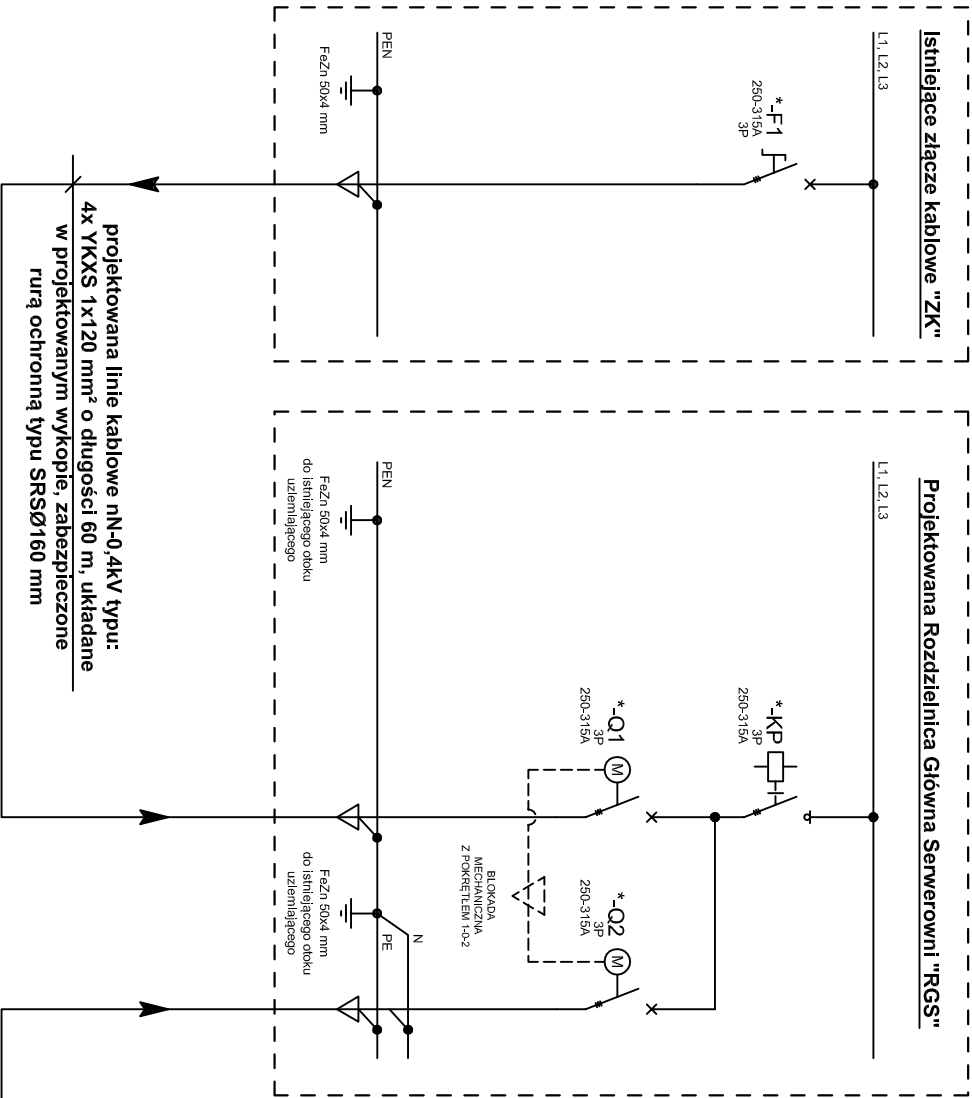 Istniejące złącze kablowe "ZK"
L1, L2, L3
*-F1
250-315A
3P
PEN
FeZn 50x4 mm
projektowana linie kablowe nN-0,4kV typu:
4x YKXS 1x120 mm² o długości 60 m, układane
w projektowanym wykopie, zabezpieczone
rurą ochronną typu SRSØ160 mm
Projektowana Rozdzielnica Główna Serwerowni "RGS"
L1, L2, L3
*-KP
3P
250-315A
*-Q1
3P
250-315A
M
*-Q2
3P
250-315A
M
BLOKADA
MECHANICZNA
Z POKRĘTŁEM 1-0-2
PEN
FeZn 50x4 mm
do istniejącego otoku
uziemiającego
N
PE
FeZn 50x4 mm
do istniejącego otoku
uziemiającego